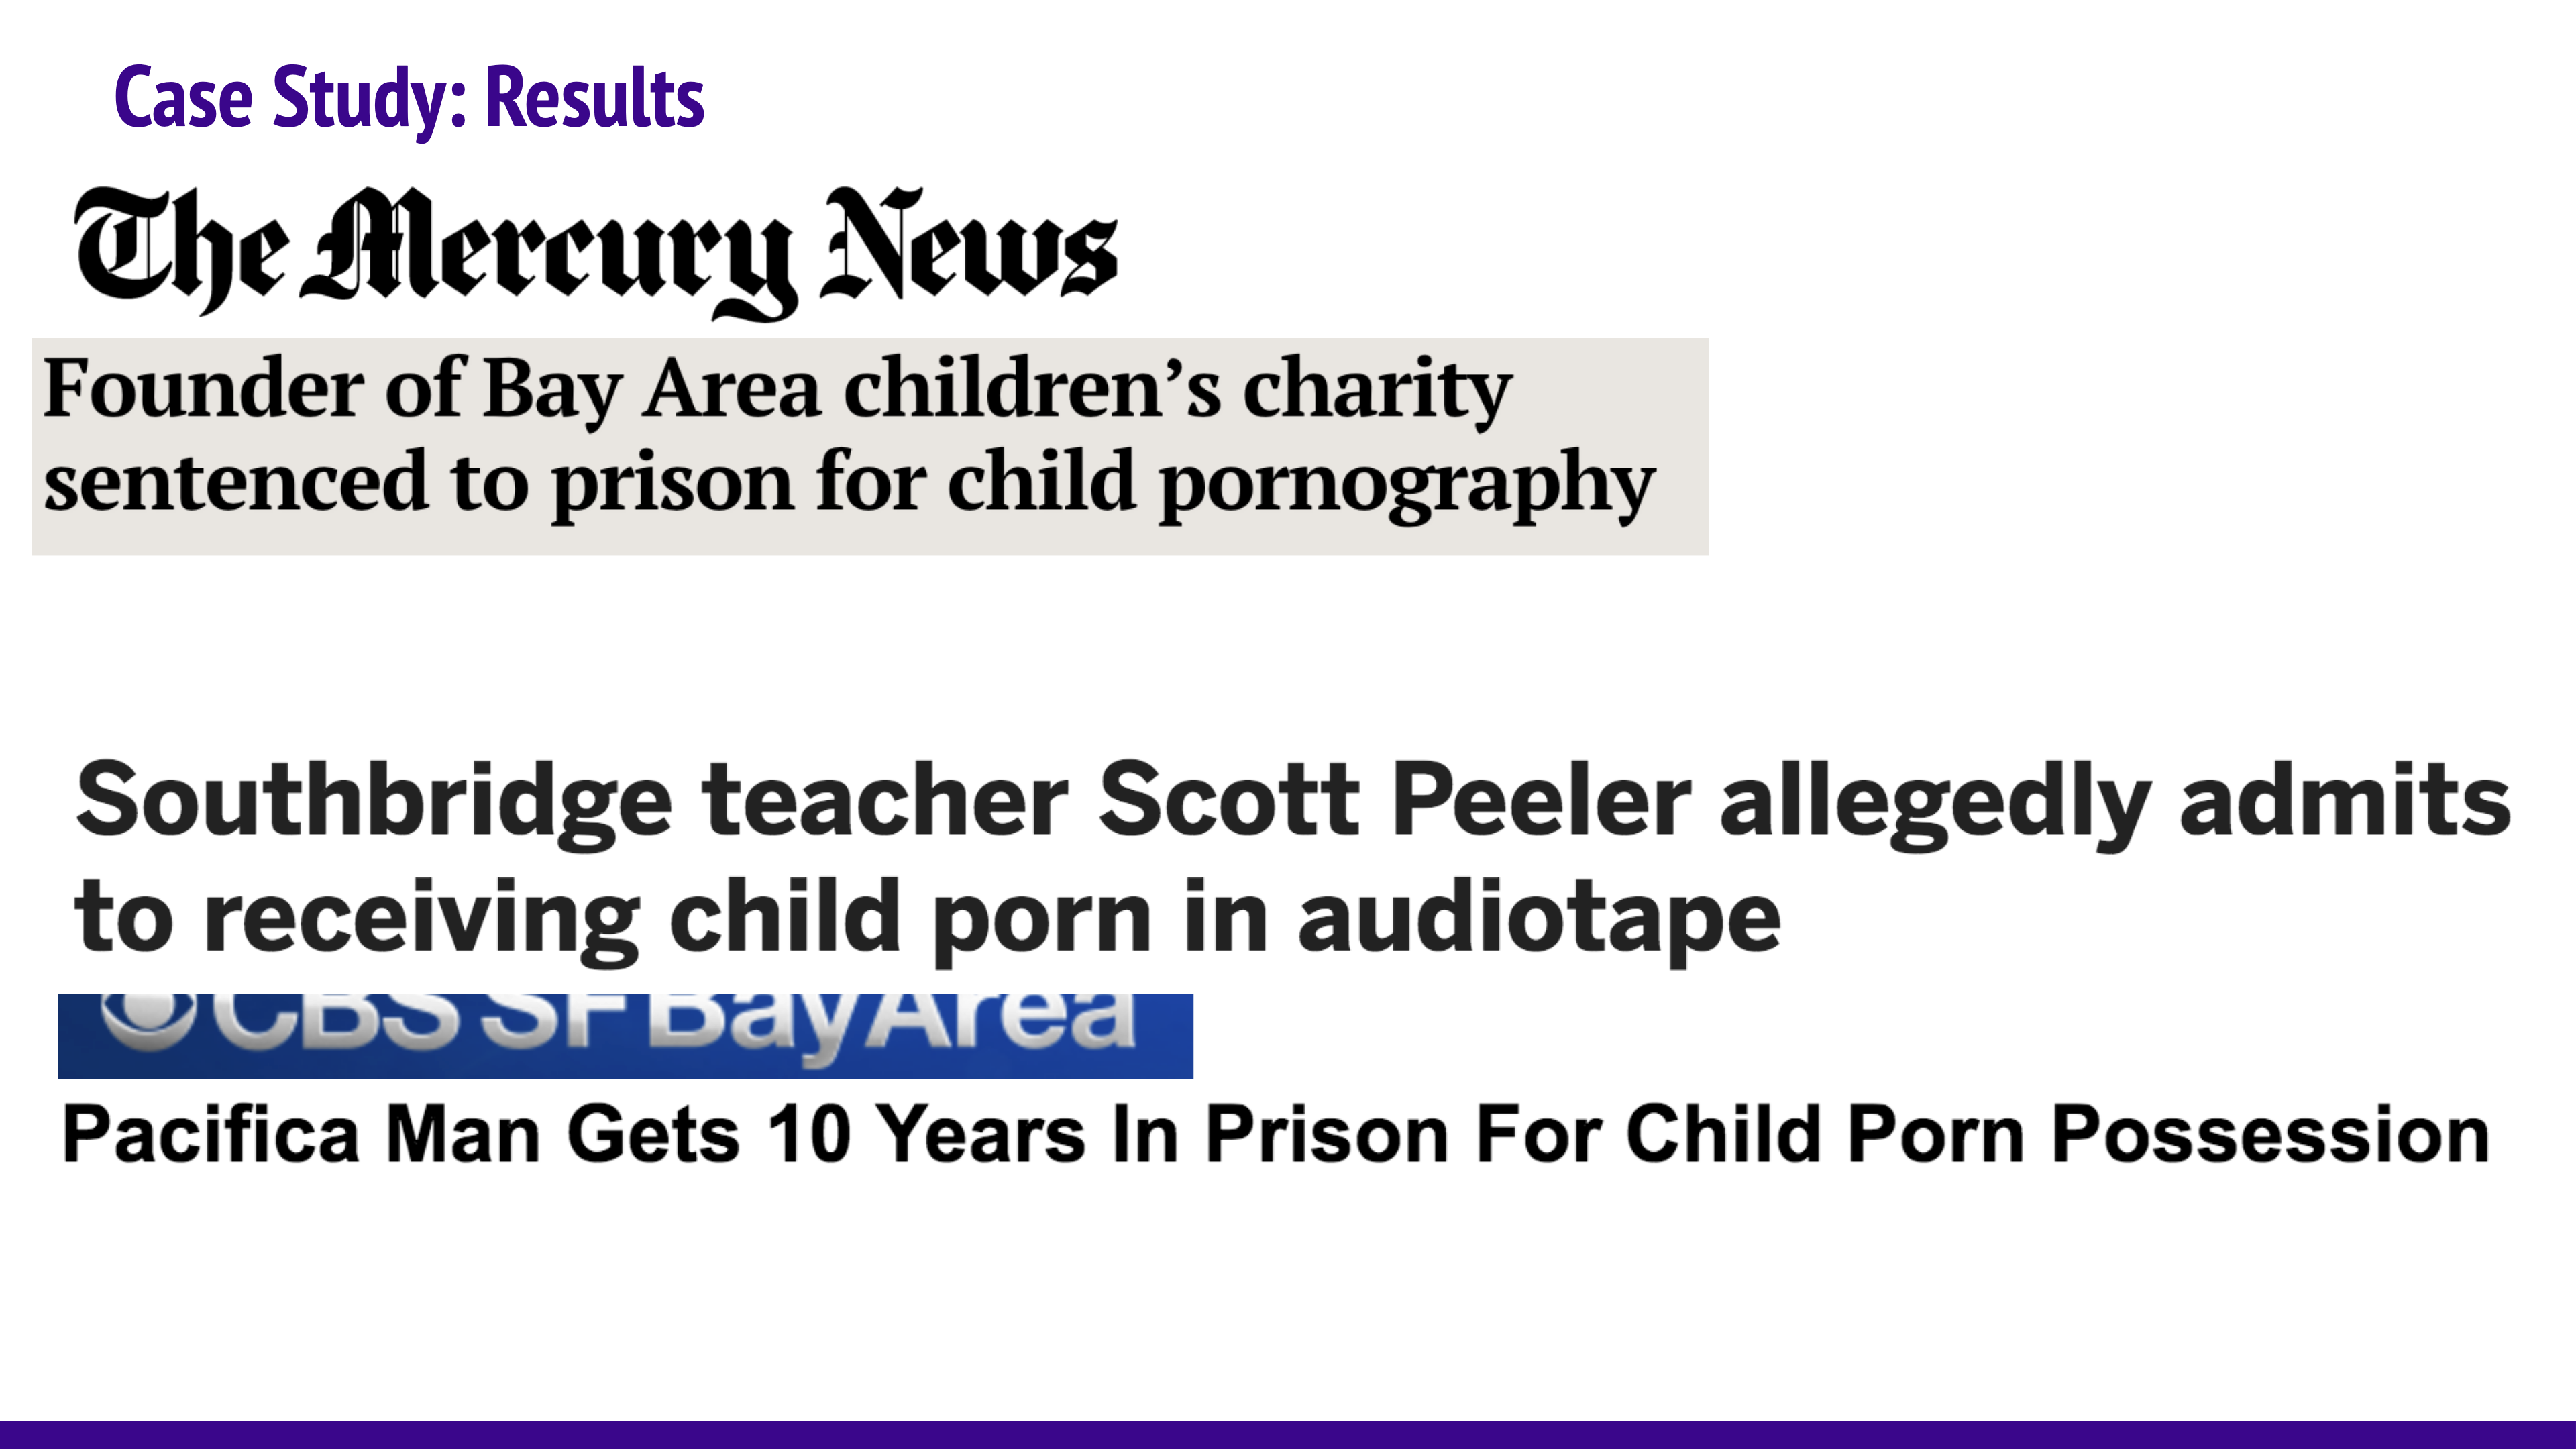 Case Study: Results
The Mercury News
Founder of Bay Area children’s charity
sentenced to prison for child pornography
Southbridge teacher Scott Peeler allegedly admits
to receiving child porn in audiotape
CBS SF BayArea
Pacifica Man Gets 10 Years In Prison For Child Porn Possession